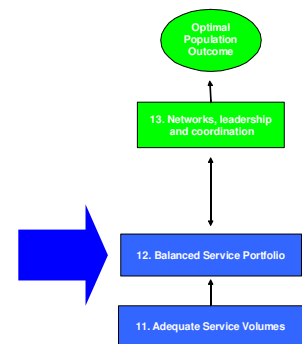 Optimal
Population
Outcome
13. Networks, leadership
and coordination
12. Balanced Service Portfolio
11. Adequate Service Volumes